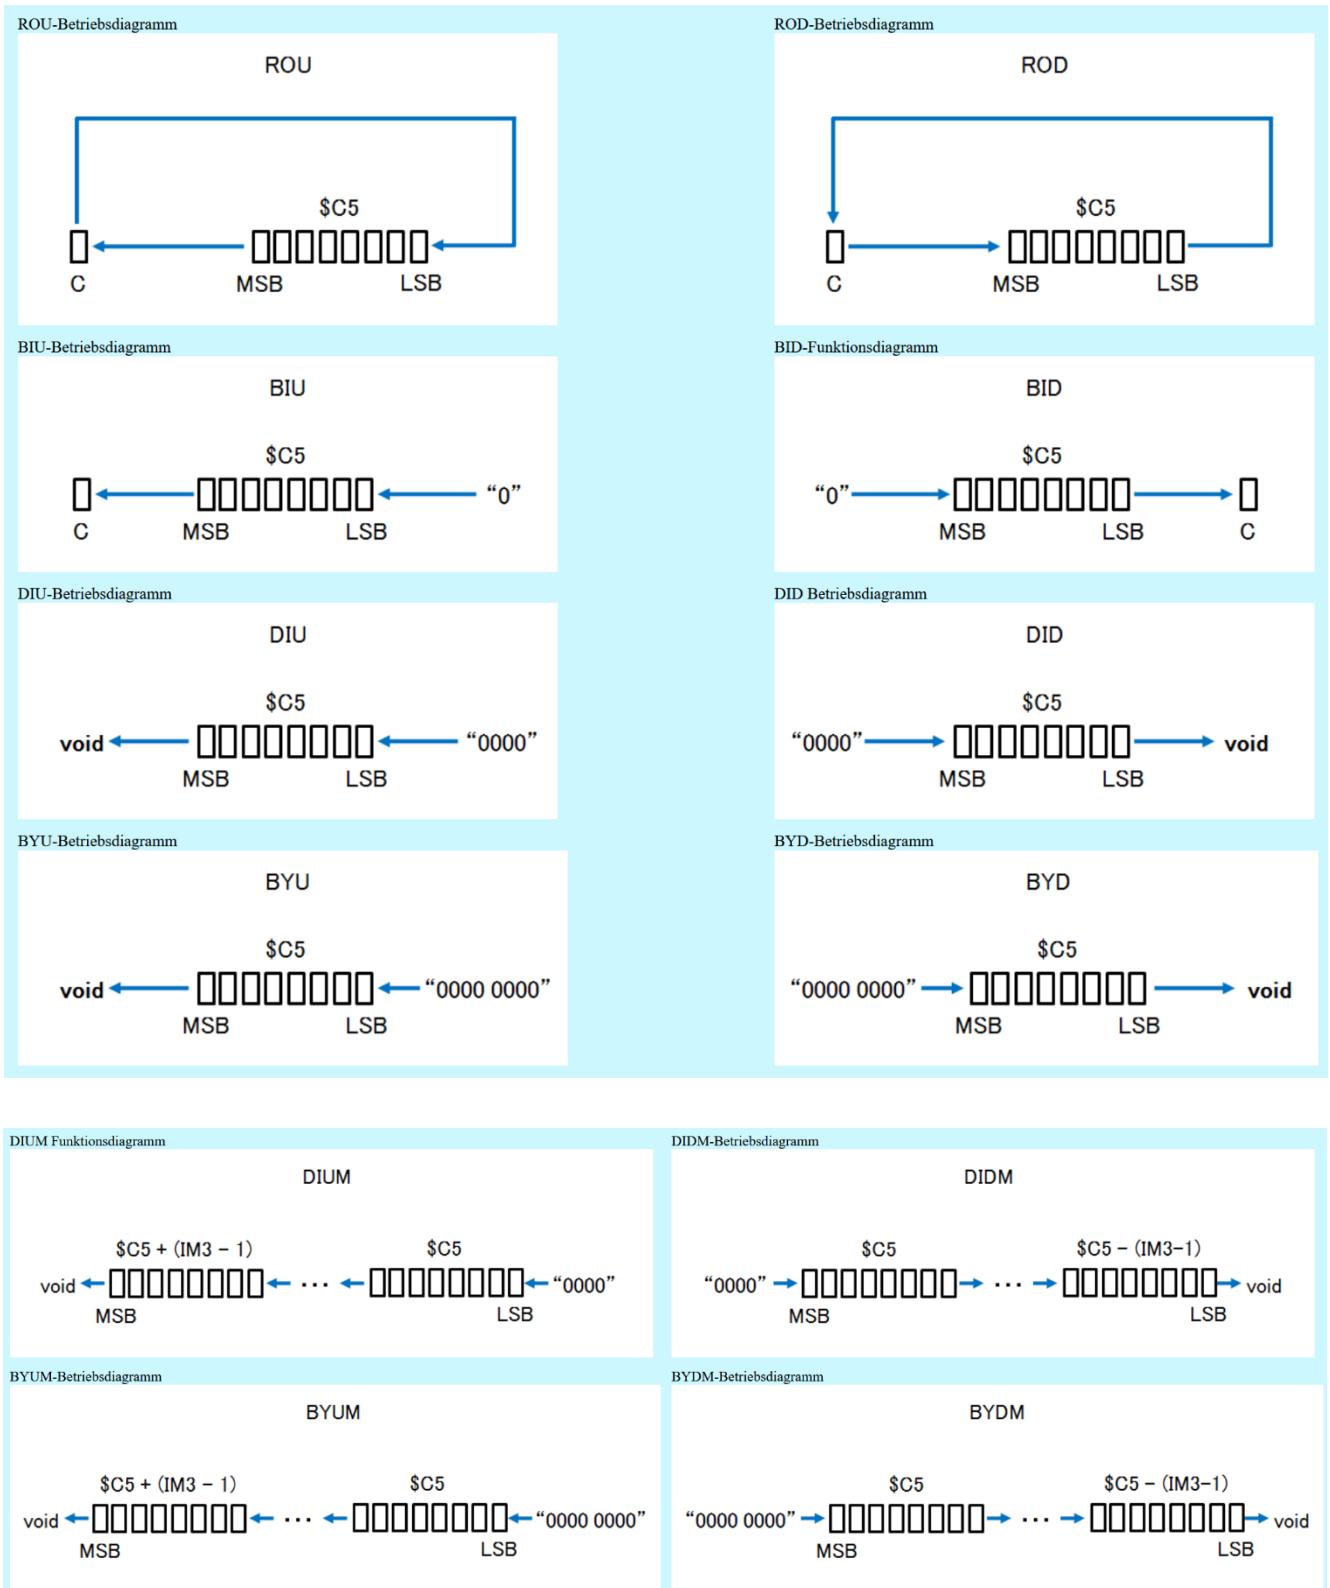 ROU-Betriebsdiagramm
ROU
$C5
C
MSB
LSB
ROD-Betriebsdiagramm
ROD
$C5
C
MSB
LSB
BIU-Betriebsdiagramm
BIU
$C5
“0”
C
MSB
LSB
BID-Funktionsdiagramm
BID
$C5
“0”
MSB
LSB
C
DIU-Betriebsdiagramm
DIU
$C5
void
“0000”
MSB
LSB
DID Betriebsdiagramm
DID
$C5
“0000”
void
MSB
LSB
BYU-Betriebsdiagramm
BYU
$C5
void
“0000 0000”
MSB
LSB
BYD-Betriebsdiagramm
BYD
$C5
“0000 0000”
void
MSB
LSB
DIUM Funktionsdiagramm
DIUM
$C5 + (IM3 − 1)
$C5
void
...
“0000”
MSB
LSB
DIDM-Betriebsdiagramm
DIDM
$C5
$C5 − (IM3-1)
“0000”
...
void
MSB
LSB
BYUM-Betriebsdiagramm
BYUM
$C5 + (IM3 − 1)
$C5
void
...
“0000 0000”
MSB
LSB
BYDM-Betriebsdiagramm
BYDM
$C5
$C5 − (IM3-1)
“0000 0000”
...
void
MSB
LSB